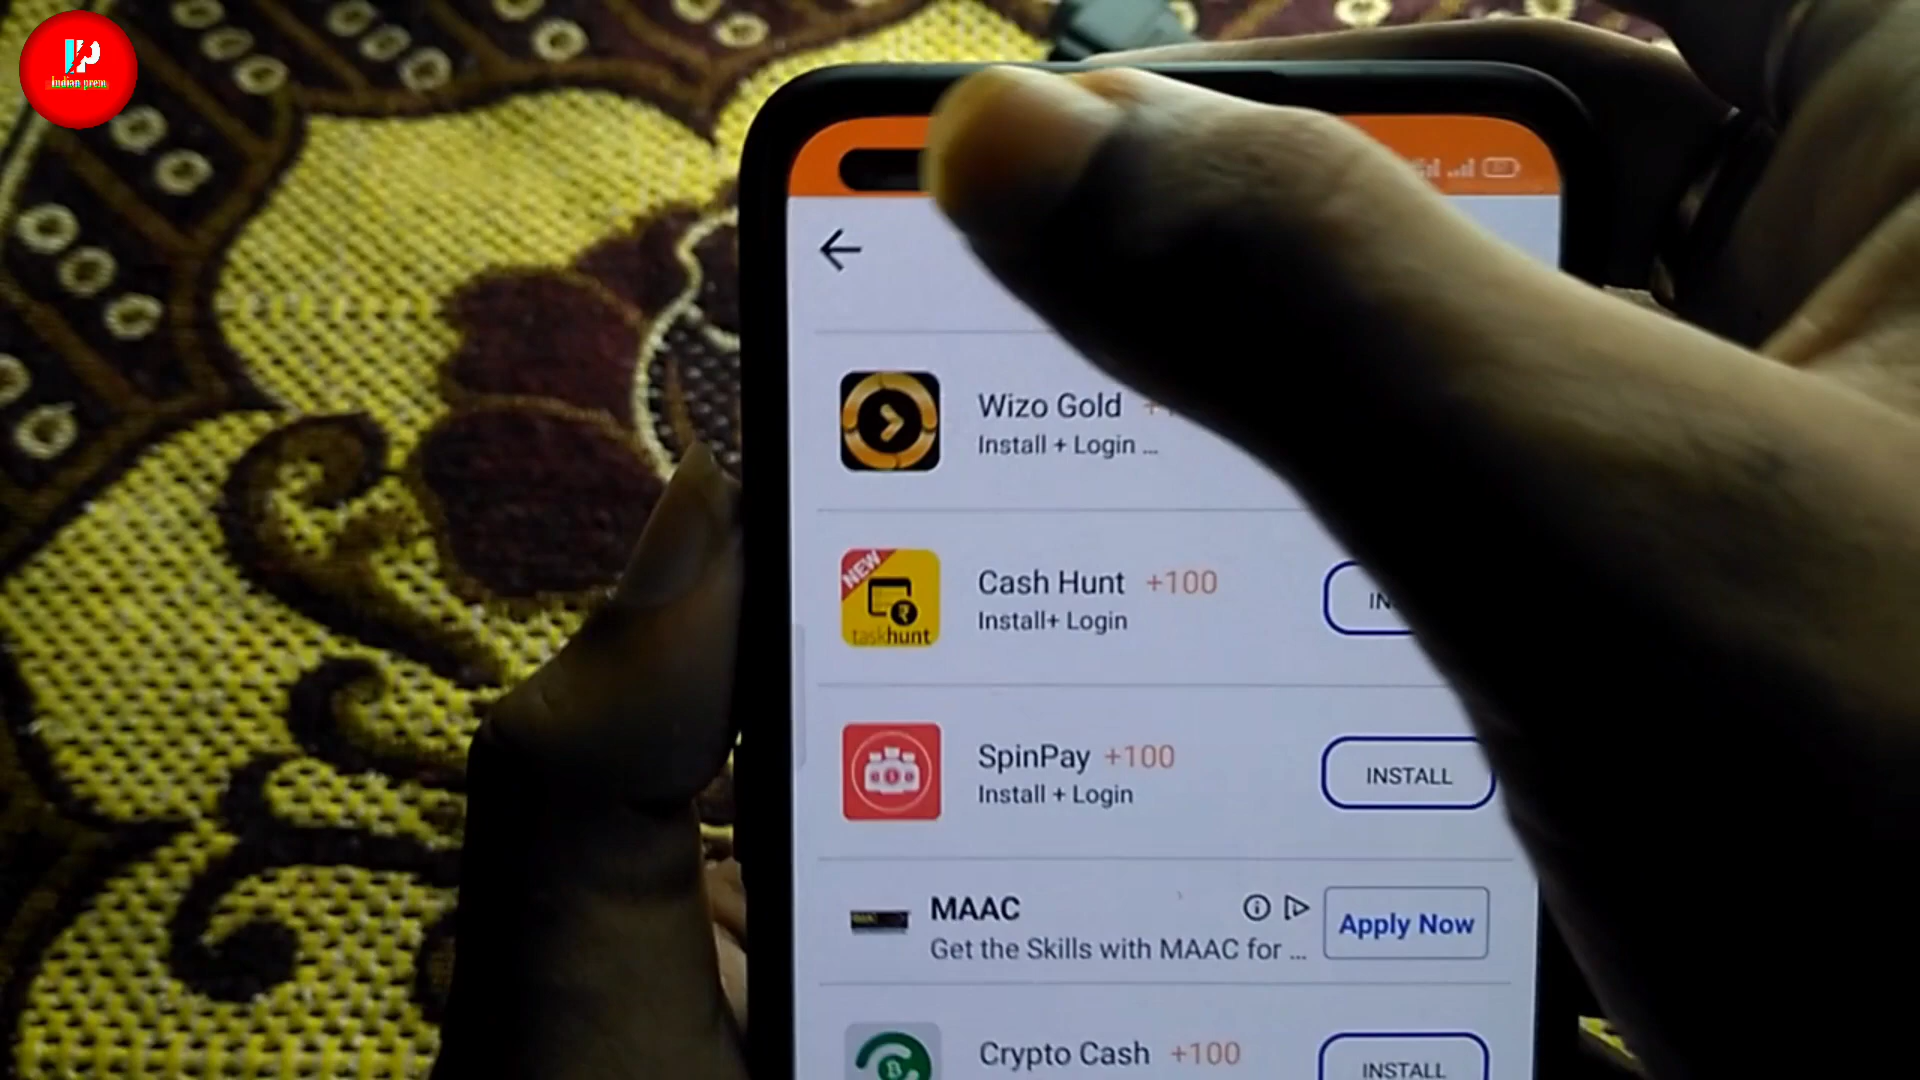 indian prem
Wizo Gold
Install + Login ...
NEW
taskhunt
Cash Hunt +100
Install+ Login
SpinPay +100
Install + Login
INSTALL
MAAC
Get the Skills with MAAC for ...
Apply Now
Crypto Cash +100
INSTALL